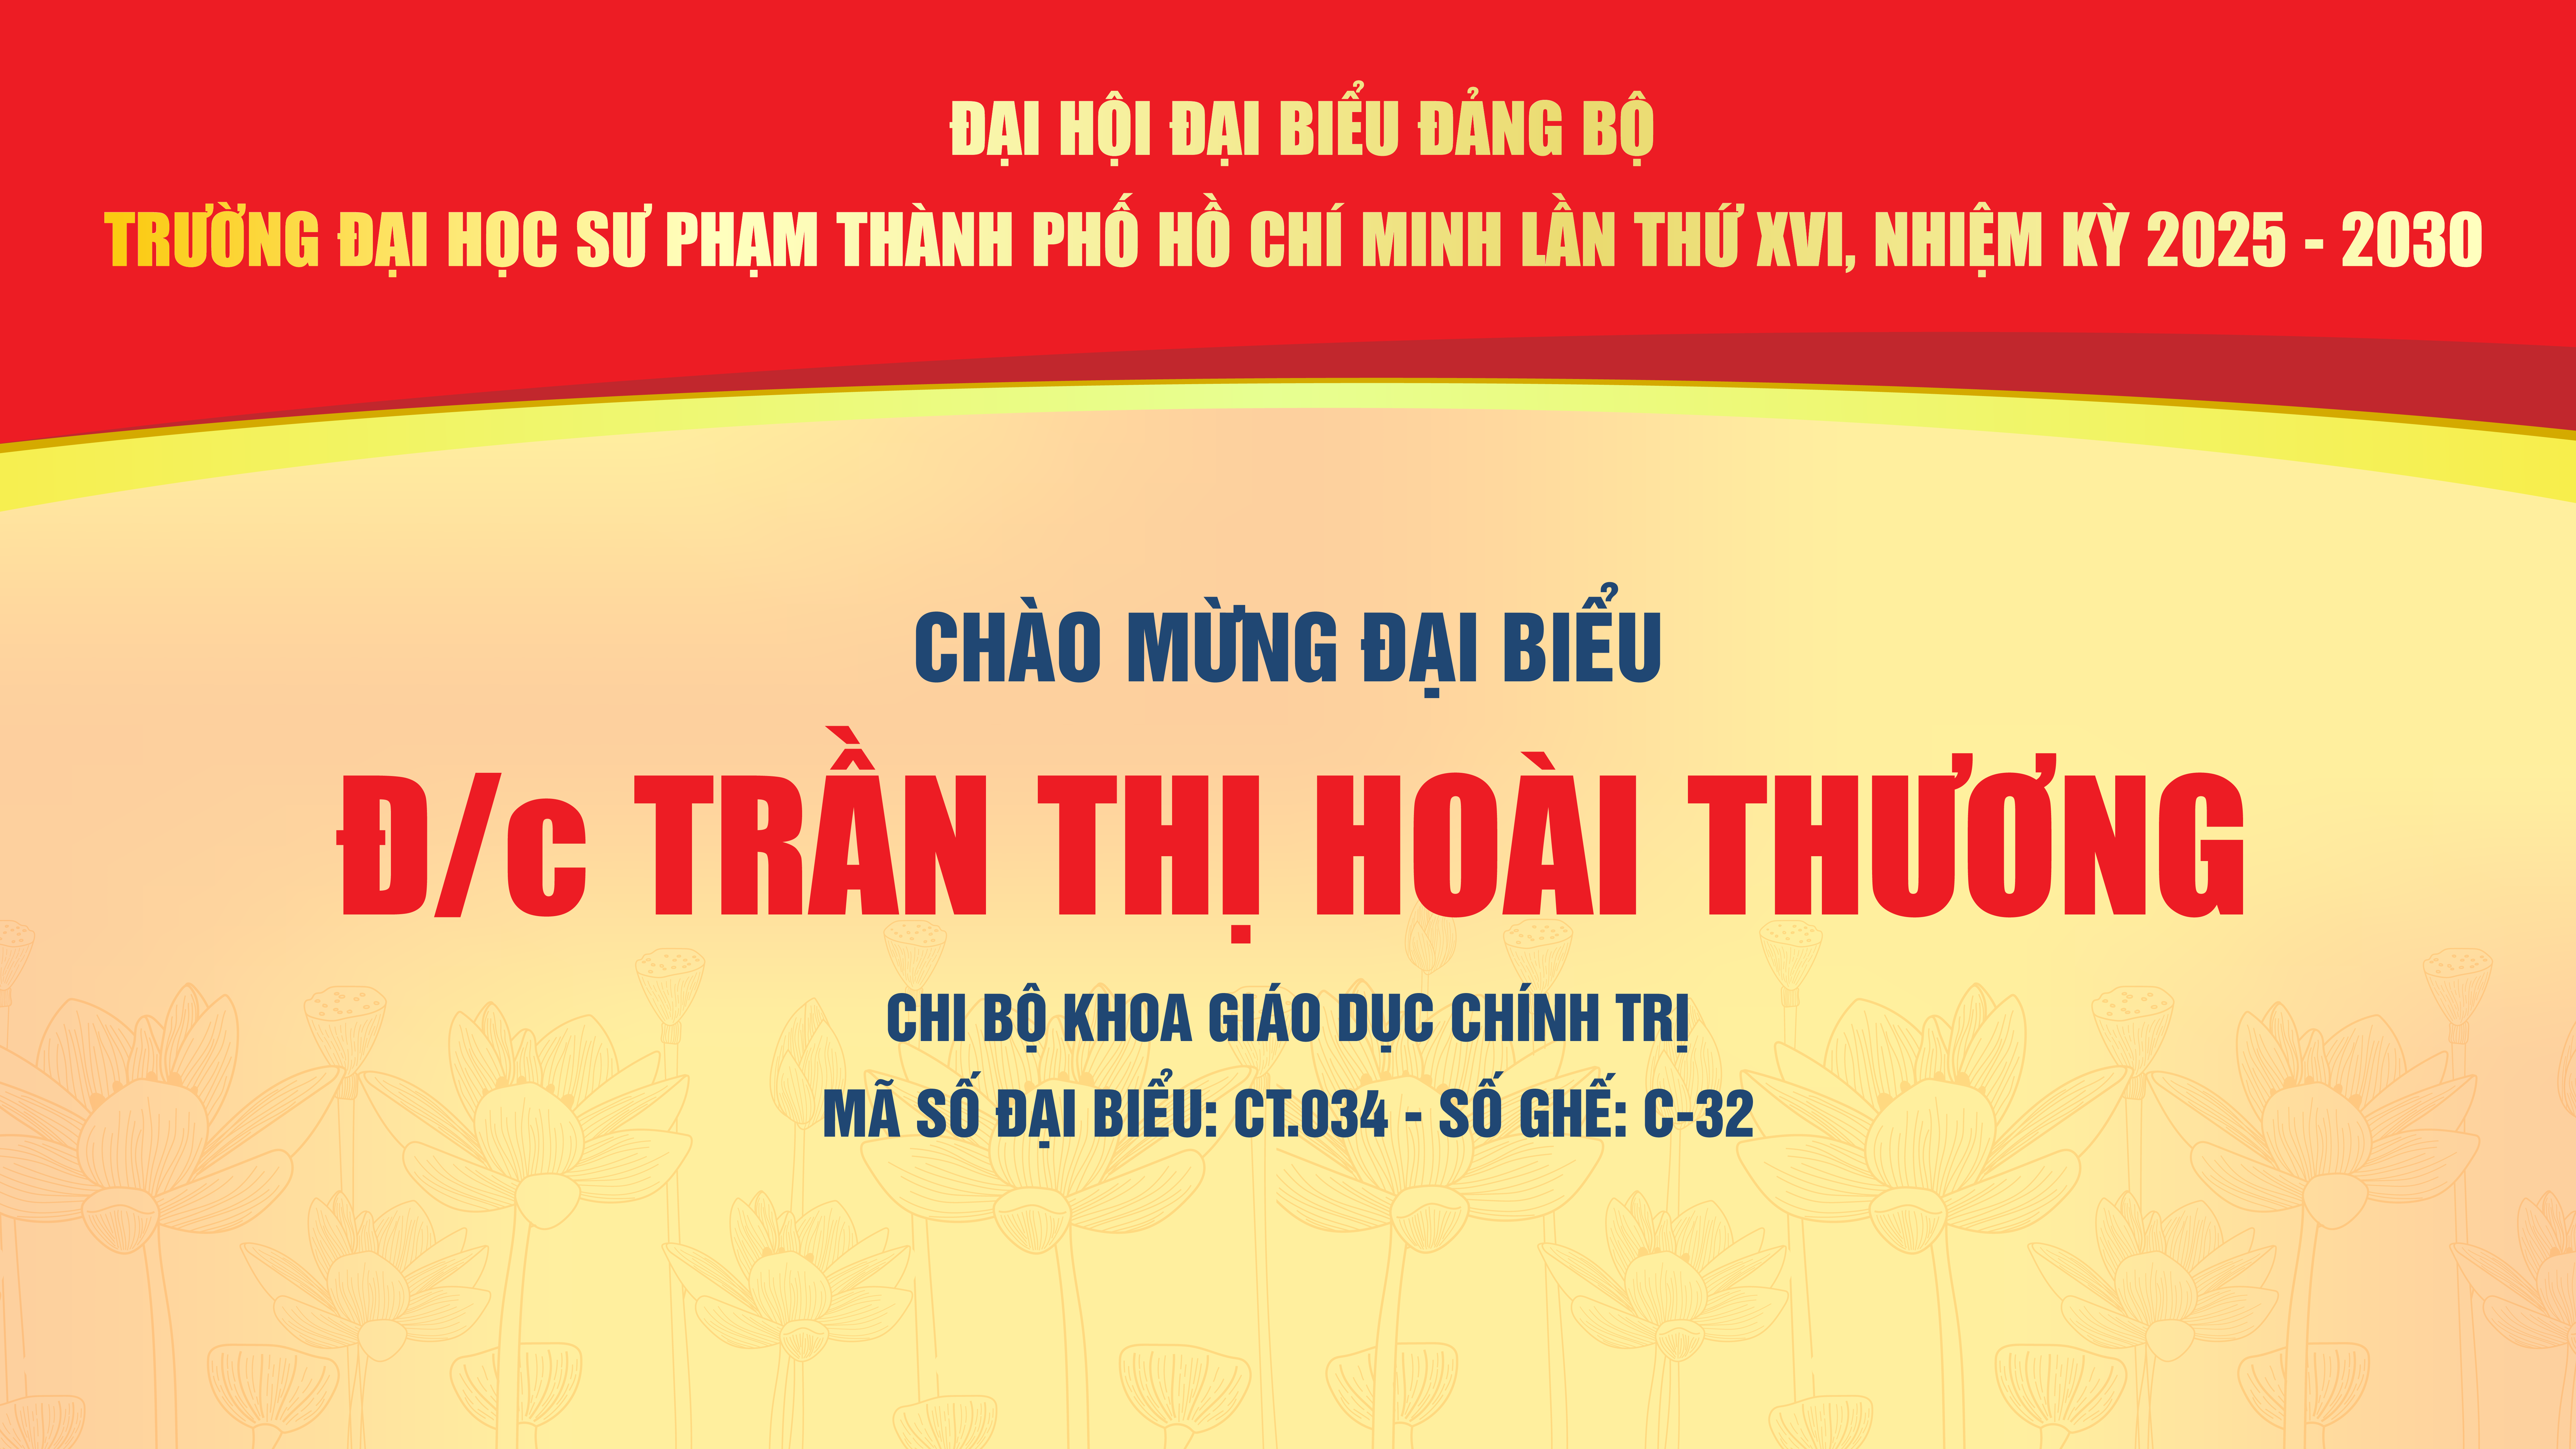 ĐẠI HỘI ĐẠI BIỂU ĐẢNG BỘ
TRƯỜNG ĐẠI HỌC SƯ PHẠM THÀNH PHỐ HỒ CHÍ MINH LẦN THỨ XVI, NHIỆM KỲ 2025 - 2030
CHÀO MỪNG ĐẠI BIỂU
Đ/c TRẦN THỊ HOÀI THƯƠNG
CHI BỘ KHOA GIÁO DỤC CHÍNH TRỊ
MÃ SỐ ĐẠI BIỂU: CT.034 - SỐ GHẾ: C-32